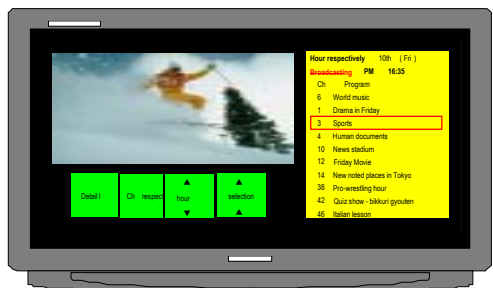 Hour respectively 10th ( Fri )
Broadcasting PM 16:35
Ch Program
6 World music
1 Drama in Friday
3 Sports
4 Human documents
10 News stadium
12 Friday Movie
14 New noted places in Tokyo
38 Pro-wrestling hour
42 Quiz show - bikkuri gyouten
46 Italian lesson
Detail l
Ch respect
hour
selection